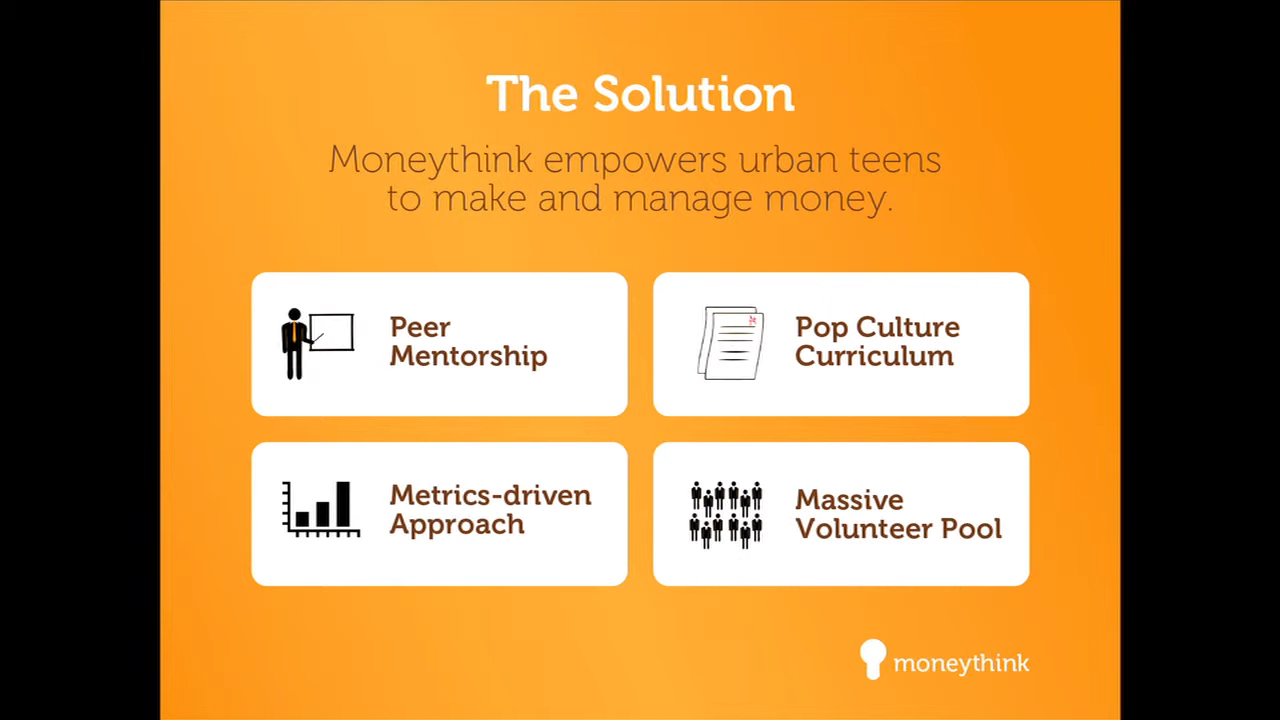 The Solution
Moneythink empowers urban teens
to make and manage money.
Peer
Mentorship
Pop Culture
Curriculum
Metrics-driven
Approach
Massive
Volunteer Pool
moneythink